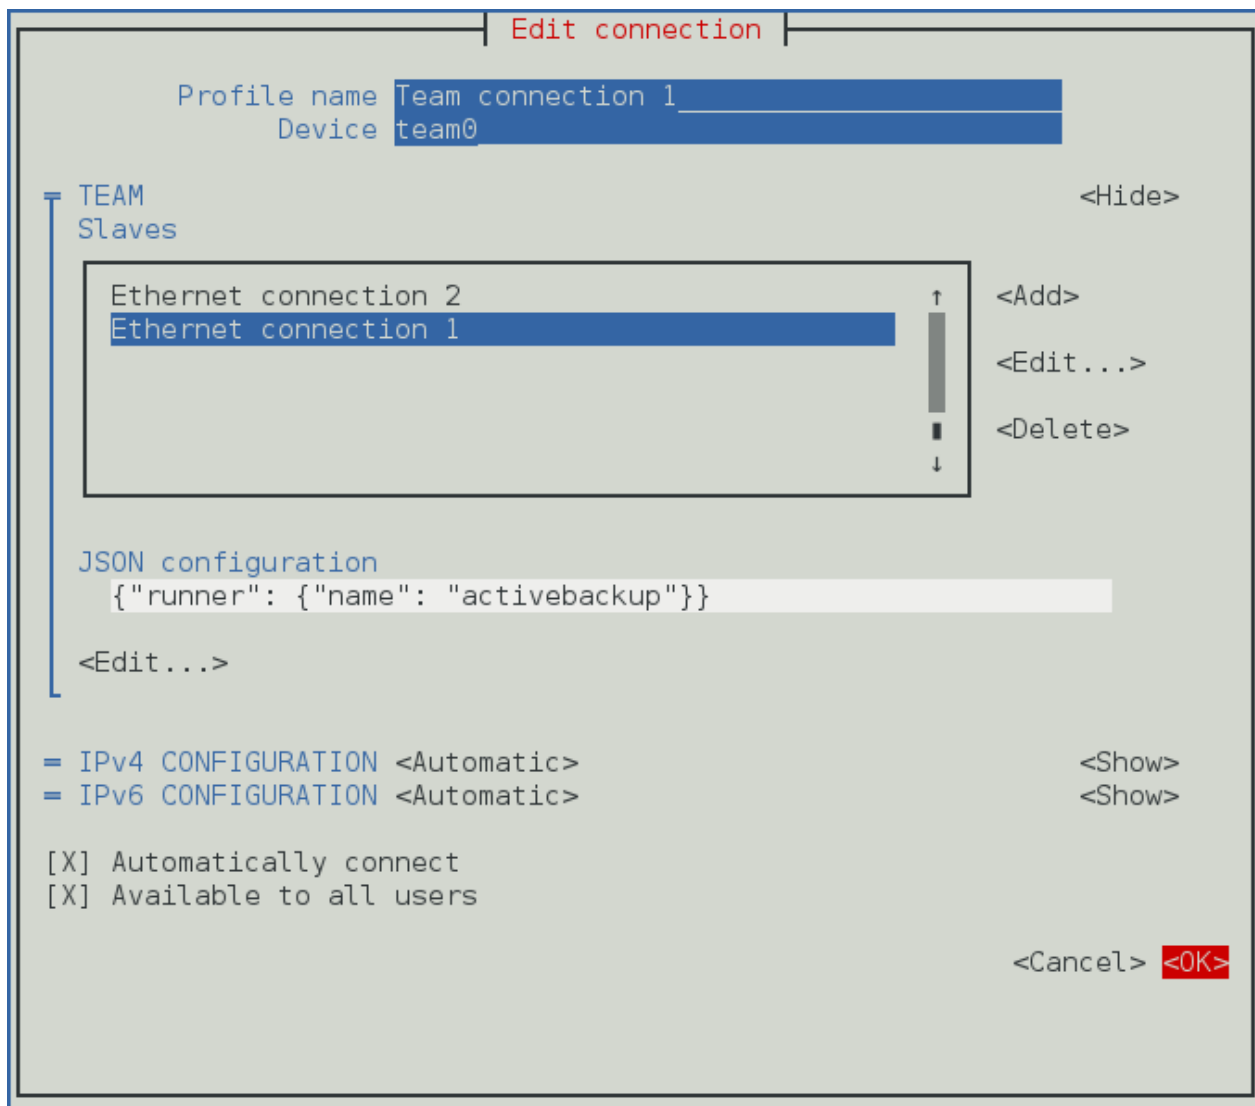 Edit connection
Profile name Team connection 1
Device team0
TEAM <Hide>
Slaves
Ethernet connection 2 ↑ <Add>
Ethernet connection 1
<Edit...>
<Delete>
↓
JSON configuration
{"runner": {"name": "activebackup"}}
<Edit...>
= IPv4 CONFIGURATION <Automatic> <Show>
= IPv6 CONFIGURATION <Automatic> <Show>
[X] Automatically connect
[X] Available to all users
<Cancel> <OK>